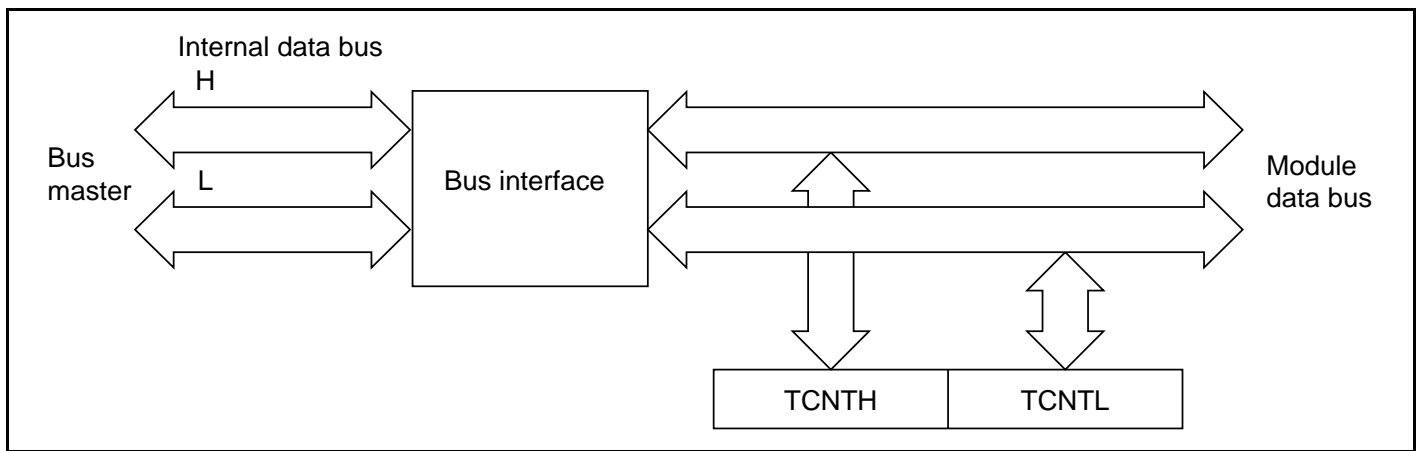 Internal data bus
H
Bus
master
L
Bus interface
Module
data bus
TCNTH
TCNTL